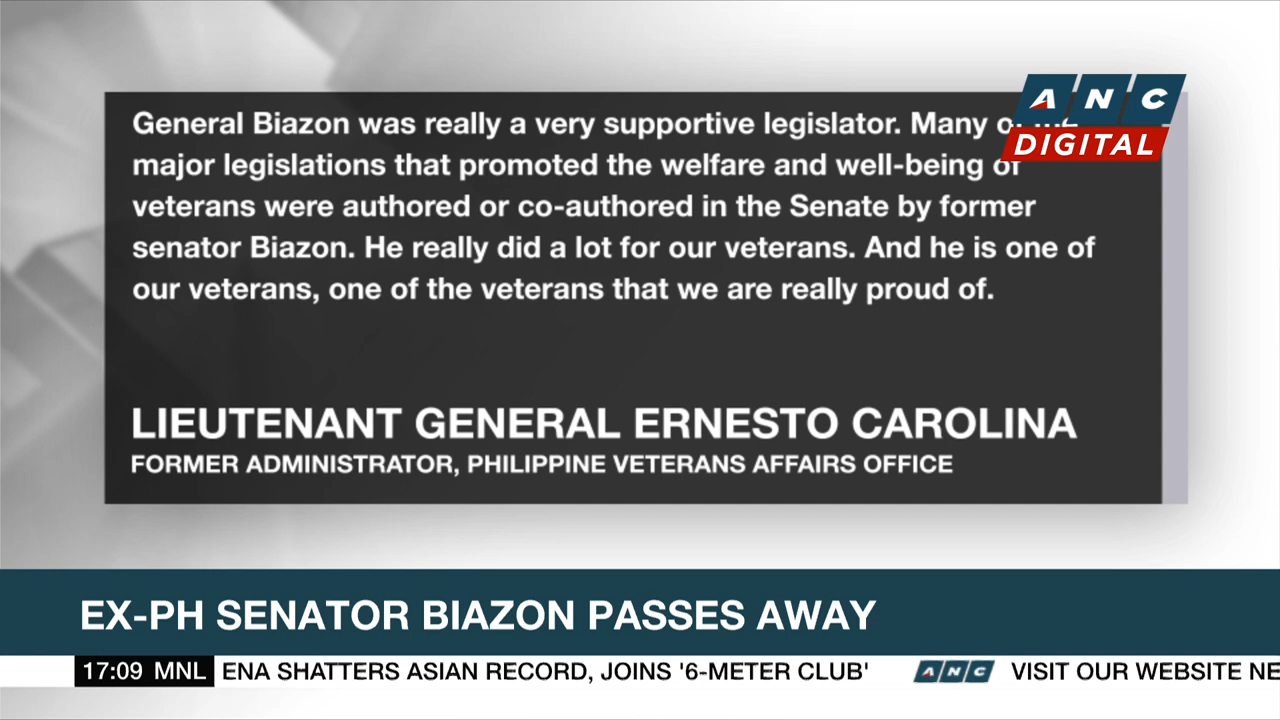 ANC
DIGITAL
General Biazon was really a very supportive legislator. Many
major legislations that promoted the welfare and well-being of
veterans were authored or co-authored in the Senate by former
senator Biazon. He really did a lot for our veterans. And he is one of
our veterans, one of the veterans that we are really proud of.
LIEUTENANT GENERAL ERNESTO CAROLINA
FORMER ADMINISTRATOR, PHILIPPINE VETERANS AFFAIRS OFFICE
EX-PH SENATOR BIAZON PASSES AWAY
17:09 MNL ENA SHATTERS ASIAN RECORD, JOINS '6-METER CLUB' ANC VISIT OUR WEBSITE NE